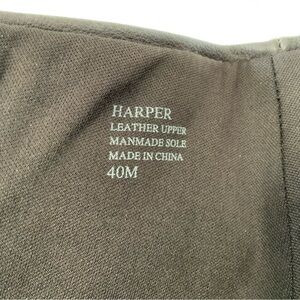 HARPER
LEATHER UPPER
MANMADE SOLE
MADE IN CHINA
40M